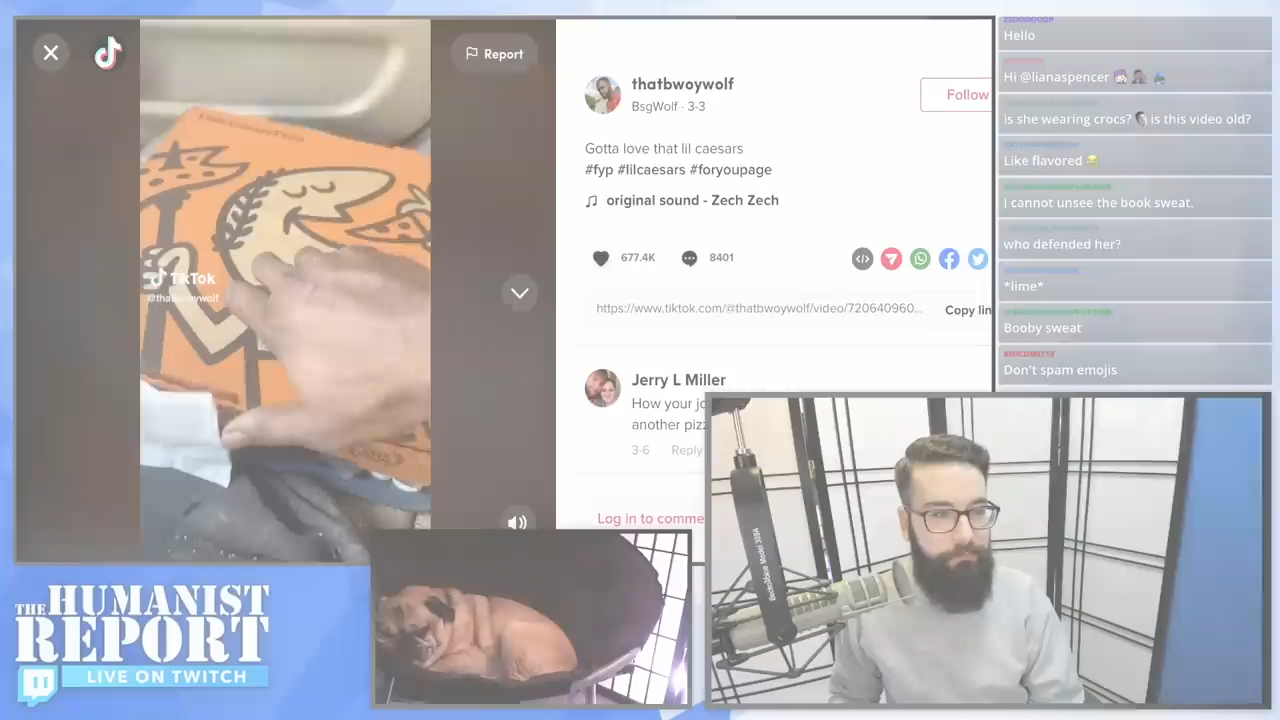 Report
TikTok
thatbwoywolf
BsgWolf · 3-3
Follow
Gotta love that lil caesars
#fyp #lilcaesars #foryoupage
original sound - Zech Zech
677.4K
8401
https://www.tiktok.com/@thatbwoywolf/video/720640960...
Copy lin
Jerry L Miller
How your jo
another pizz
3-6 Reply
Log in to comme
Hello
Hi @lianaspencer
is she wearing crocs? is this video old?
Like flavored
I cannot unsee the book sweat.
who defended her?
*lime*
Booby sweat
REDCOMET13
Don't spam emojis
THE HUMANIST
REPORT
LIVE ON TWITCH